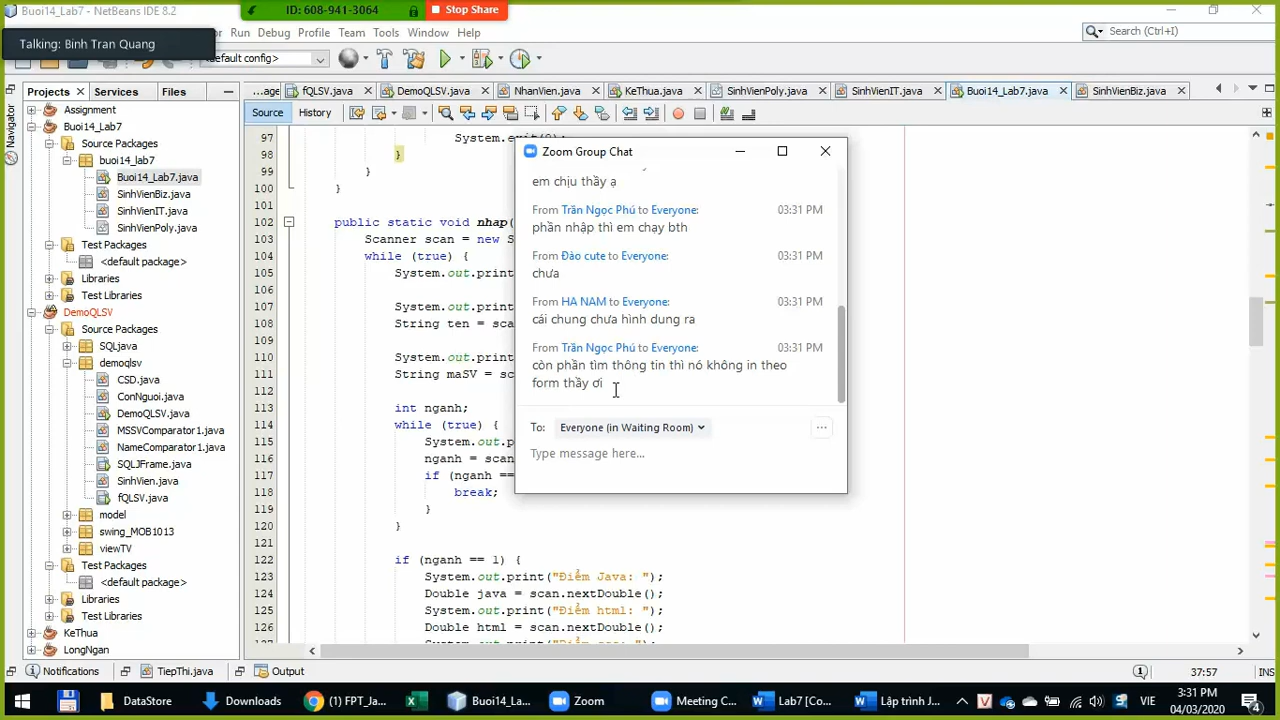 Buoi14_Lab7 - NetBeans IDE 8.2
ID: 608-941-3064
Stop Share
Talking: Binh Tran Quang
Run Debug Profile Team Tools Window Help
Search (Ctrl+I)
<default config>
Projects Services Files
...age fQLSV.java DemoQLSV.java NhanVien.java KeThua.java SinhVienPoly.java SinhVienIT.java Buoi14_Lab7.java SinhVienBiz.java
Source History
Navigator
Assignment
Buoi14_Lab7
Source Packages
buoi14_lab7
Buoi14_Lab7.java
SinhVienBiz.java
SinhVienIT.java
SinhVienPoly.java
Test Packages
<default package>
Libraries
Test Libraries
DemoQLSV
Source Packages
SQLjava
demoqlsv
CSD.java
ConNguoi.java
DemoQLSV.java
MSSVComparator1.java
NameComparator1.java
SQLJFrame.java
SinhVien.java
fQLSV.java
model
swing_MOB1013
viewTV
Test Packages
<default package>
Libraries
Test Libraries
KeThua
LongNgan
97 System.exit(0);
98 }
99 }
100 }
102 public static void nhap(
103 Scanner scan = new S
104 while (true) {
105 System.out.print
107 System.out.print
108 String ten = sca
110 System.out.print
111 String maSV = sc
112
113 int nganh;
114 while (true) {
115 System.out.p
116 nganh = scan
117 if (nganh ==
118 break;
119 }
120 }
122 if (nganh == 1) {
123 System.out.print("Điểm Java: ");
124 Double java = scan.nextDouble();
125 System.out.print("Điểm html: ");
126 Double html = scan.nextDouble();
Zoom Group Chat
em chịu thầy ạ
From Trần Ngọc Phú to Everyone: 03:31 PM
phần nhập thì em chạy bth
From Đào cute to Everyone: 03:31 PM
chưa
From HA NAM to Everyone: 03:31 PM
cái chung chưa hình dung ra
From Trần Ngọc Phú to Everyone: 03:31 PM
còn phần tìm thông tin thì nó không in theo
form thầy ơi
To: Everyone (in Waiting Room)
Type message here...
Notifications TiepThi.java Output
1 37:57 INS
DataStore Downloads (1) FPT_Ja... Buoi14_La... Zoom Meeting C... Lab7 [Co... Lập trình J... VIE
3:31 PM
04/03/2020
4